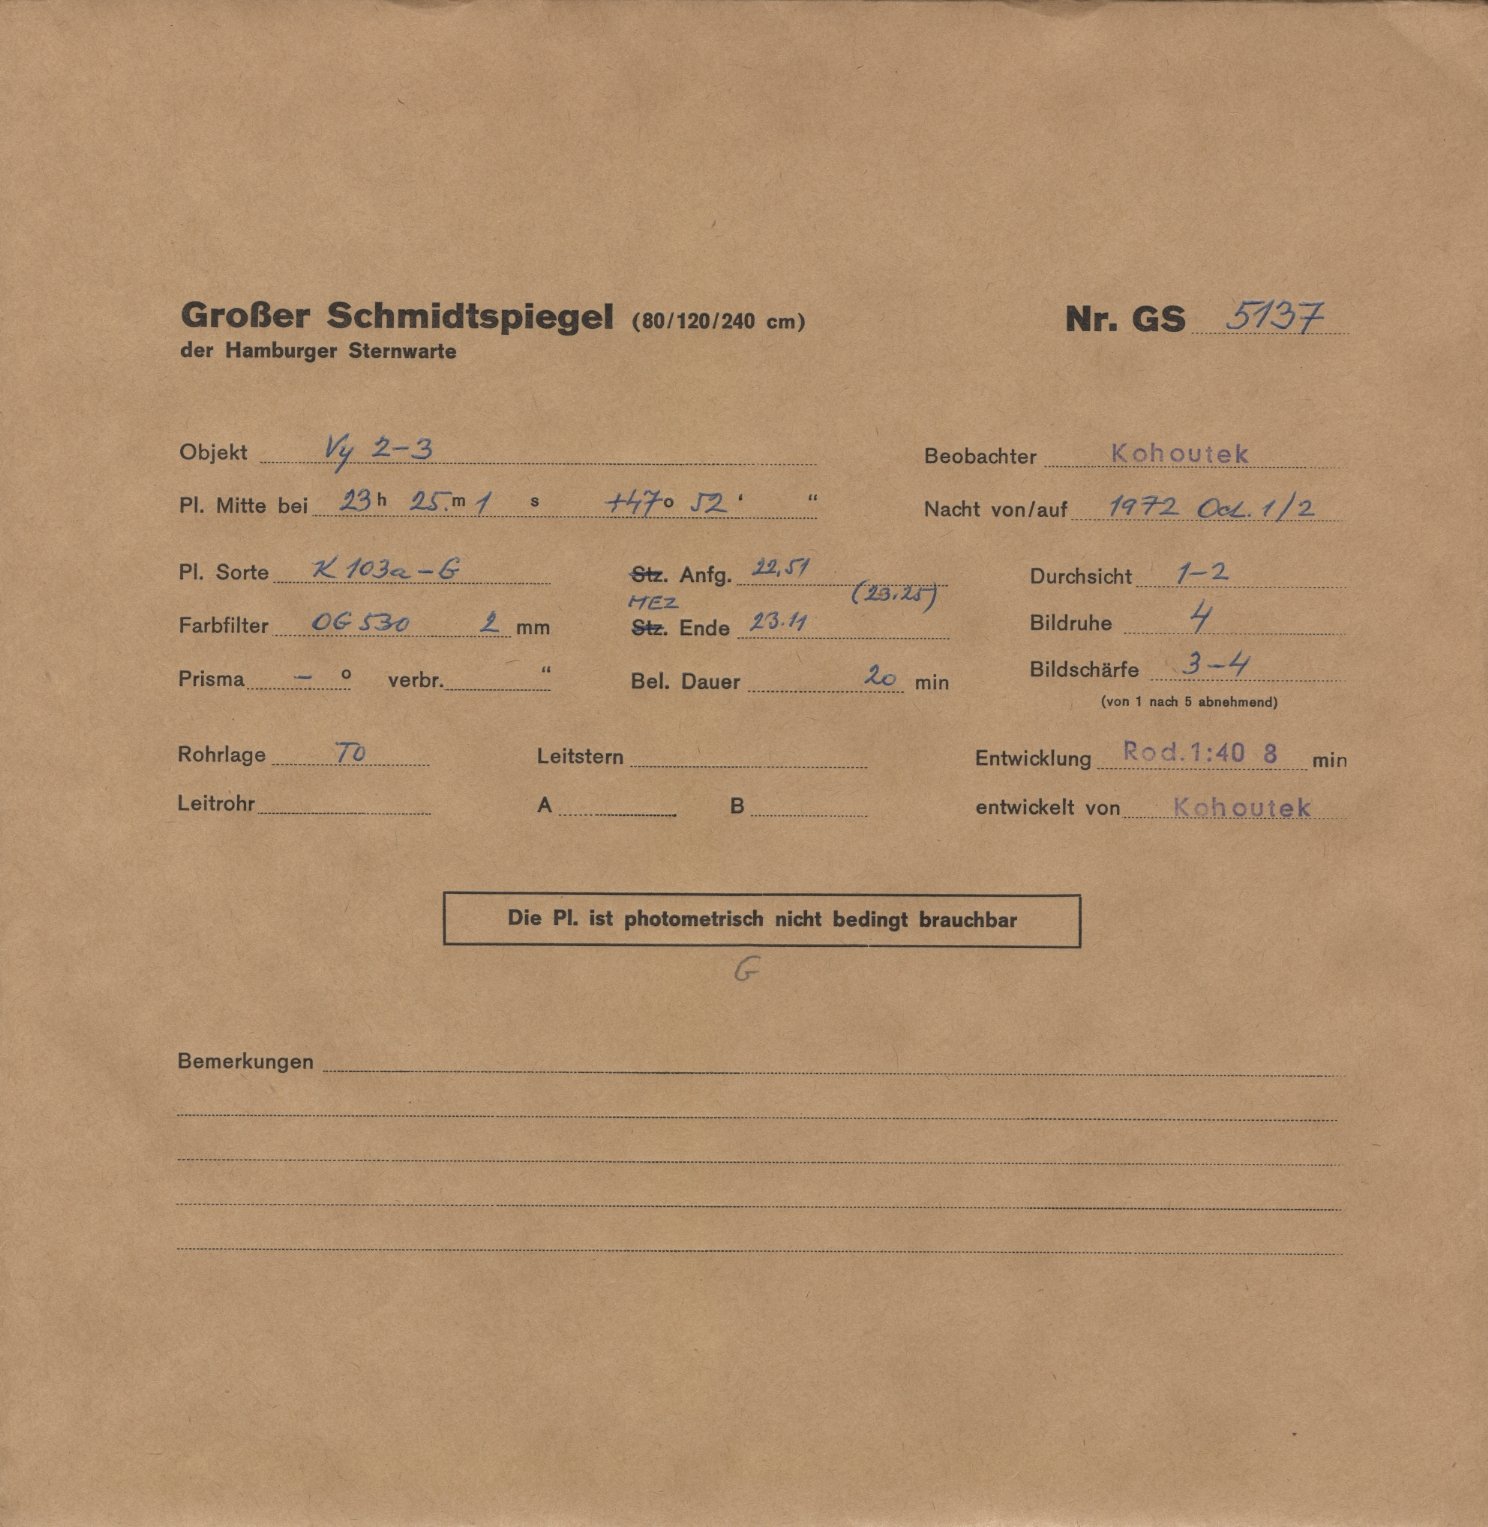 Großer Schmidtspiegel (80/120/240 cm) Nr. GS 5137
der Hamburger Sternwarte
Objekt Vy 2-3 Beobachter Kohoutek
Pl. Mitte bei 23 h 25. m 1 s +47 o 52 ' " Nacht von/auf 1972 Oct. 1/2
Pl. Sorte K 103a-G Stz. Anfg. 22.51 Durchsicht 1-2
MEZ (23.25)
Farbfilter OG 530 2 mm Stz. Ende 23.11 Bildruhe 4
Prisma - o verbr. " Bel. Dauer 20 min Bildschärfe 3-4
(von 1 nach 5 abnehmend)
Rohrlage TO Leitstern Entwicklung Rod.1:40 8 min
Leitrohr A B entwickelt von Kohoutek
Die Pl. ist photometrisch nicht bedingt brauchbar
G
Bemerkungen